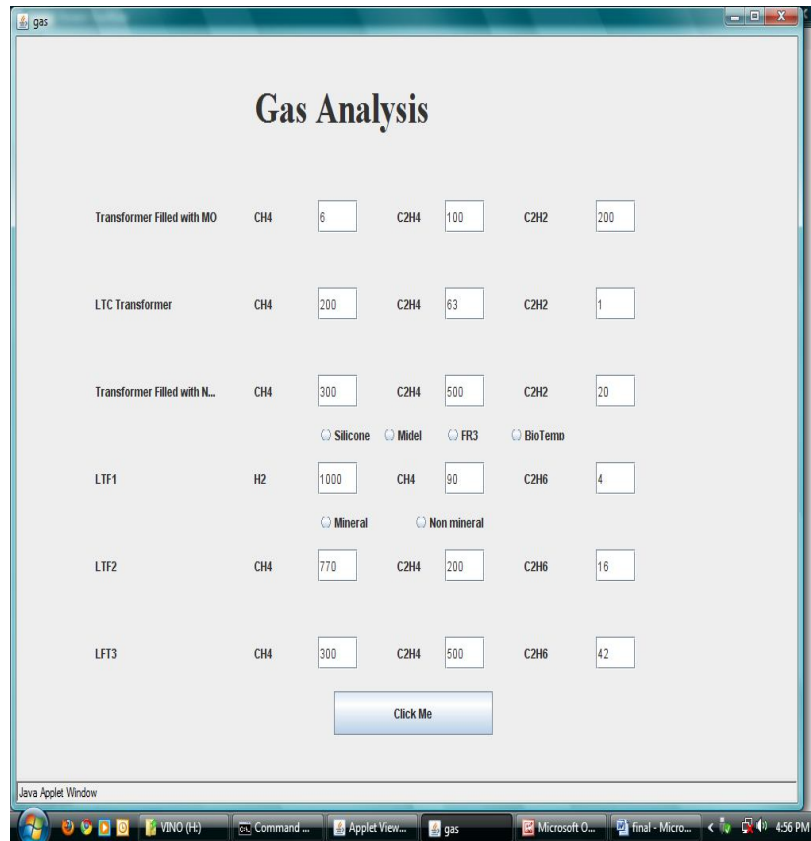 gas
Gas Analysis
Transformer Filled with MO CH4 6 C2H4 100 C2H2 200
LTC Transformer CH4 200 C2H4 63 C2H2 1
Transformer Filled with N... CH4 300 C2H4 500 C2H2 20
Silicone Midel FR3 BioTemp
LTF1 H2 1000 CH4 90 C2H6 4
Mineral Non mineral
LTF2 CH4 770 C2H4 200 C2H6 16
LFT3 CH4 300 C2H4 500 C2H6 42
Click Me
Java Applet Window
VINO (H:) Command ... Applet View... gas Microsoft O... final - Micro... 4:56 PM